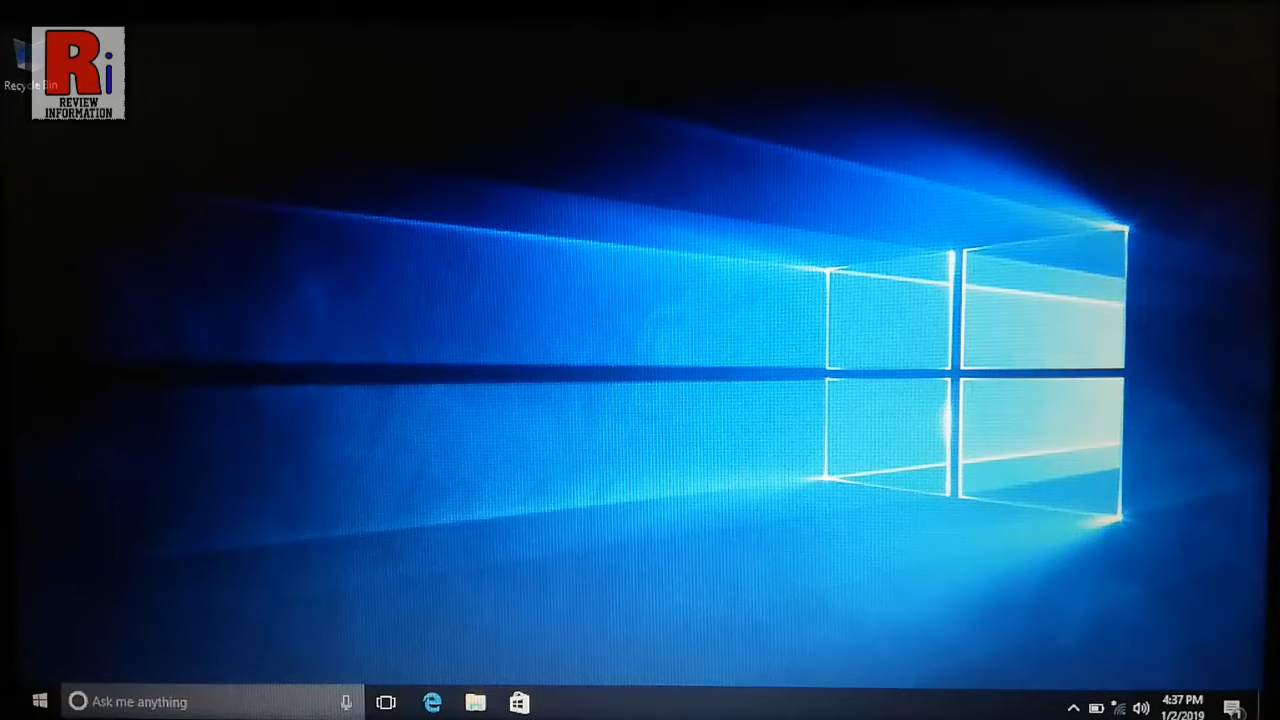 Ri
REVIEW
INFORMATION
Recycle Bin
Ask me anything
4:37 PM
1/2/2019